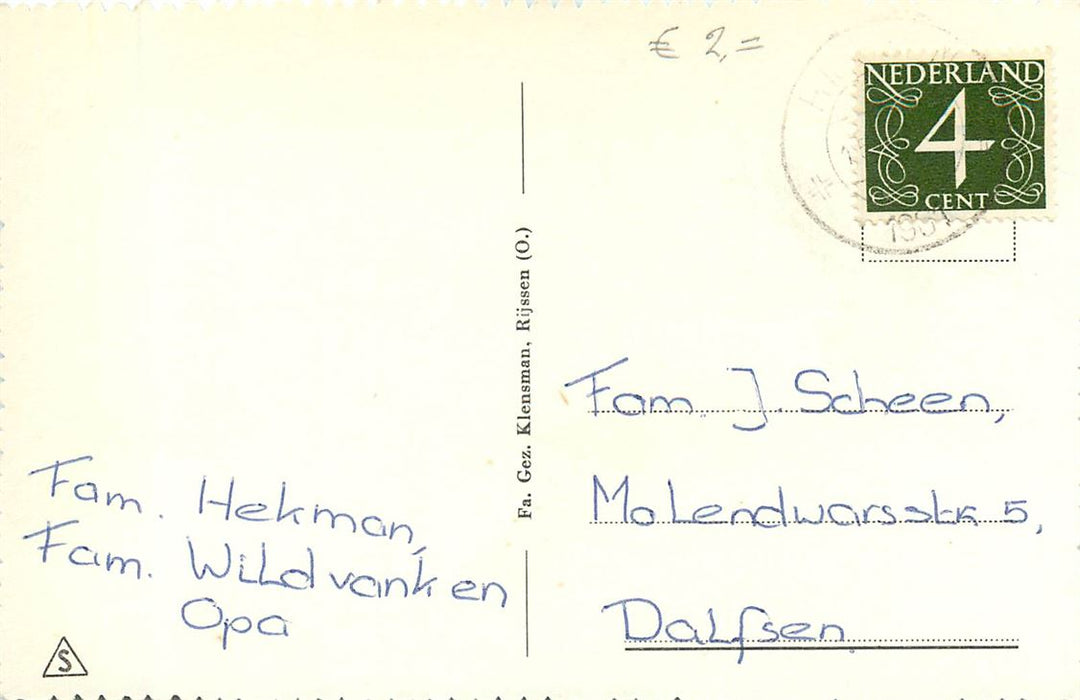 € 2,=
NEDERLAND
4
CENT
Fa. Gez. Klensman, Rijssen (O.)
Fam. J. Scheen,
Molendwarsstr 5,
Dalfsen
Fam. Hekman,
Fam. Wildvank en
Opa
S